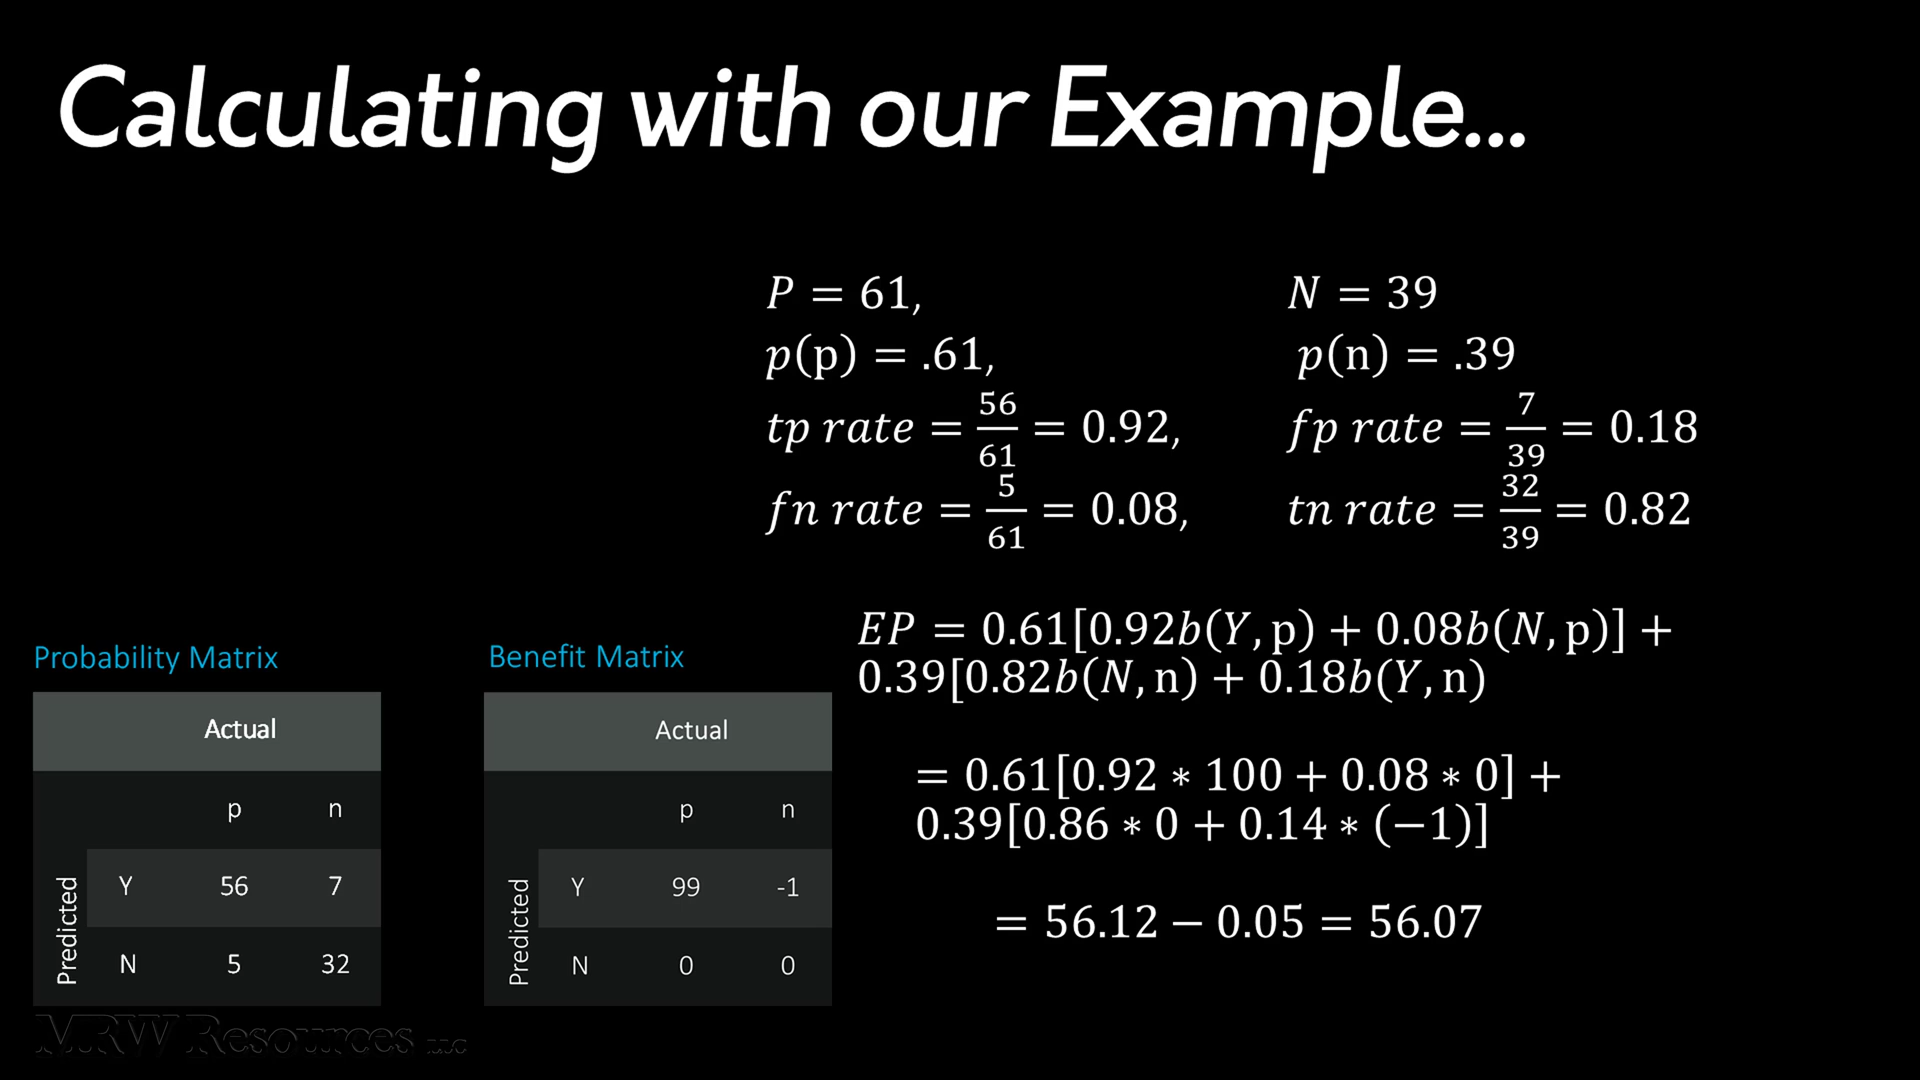 Calculating with our Example...
P = 61,
N = 39
p(p) = .61,
p(n) = .39
tp rate = 56/61 = 0.92,
fp rate = 7/39 = 0.18
fn rate = 5/61 = 0.08,
tn rate = 32/39 = 0.82
EP = 0.61[0.92b(Y, p) + 0.08b(N, p)] +
0.39[0.82b(N, n) + 0.18b(Y, n)
= 0.61[0.92 ∗ 100 + 0.08 ∗ 0] +
0.39[0.86 ∗ 0 + 0.14 ∗ (−1)]
= 56.12 − 0.05 = 56.07
Probability Matrix
Actual
p n
Predicted
Y 56 7
N 5 32
Benefit Matrix
Actual
p n
Predicted
Y 99 -1
N 0 0
MRW Resources LLC